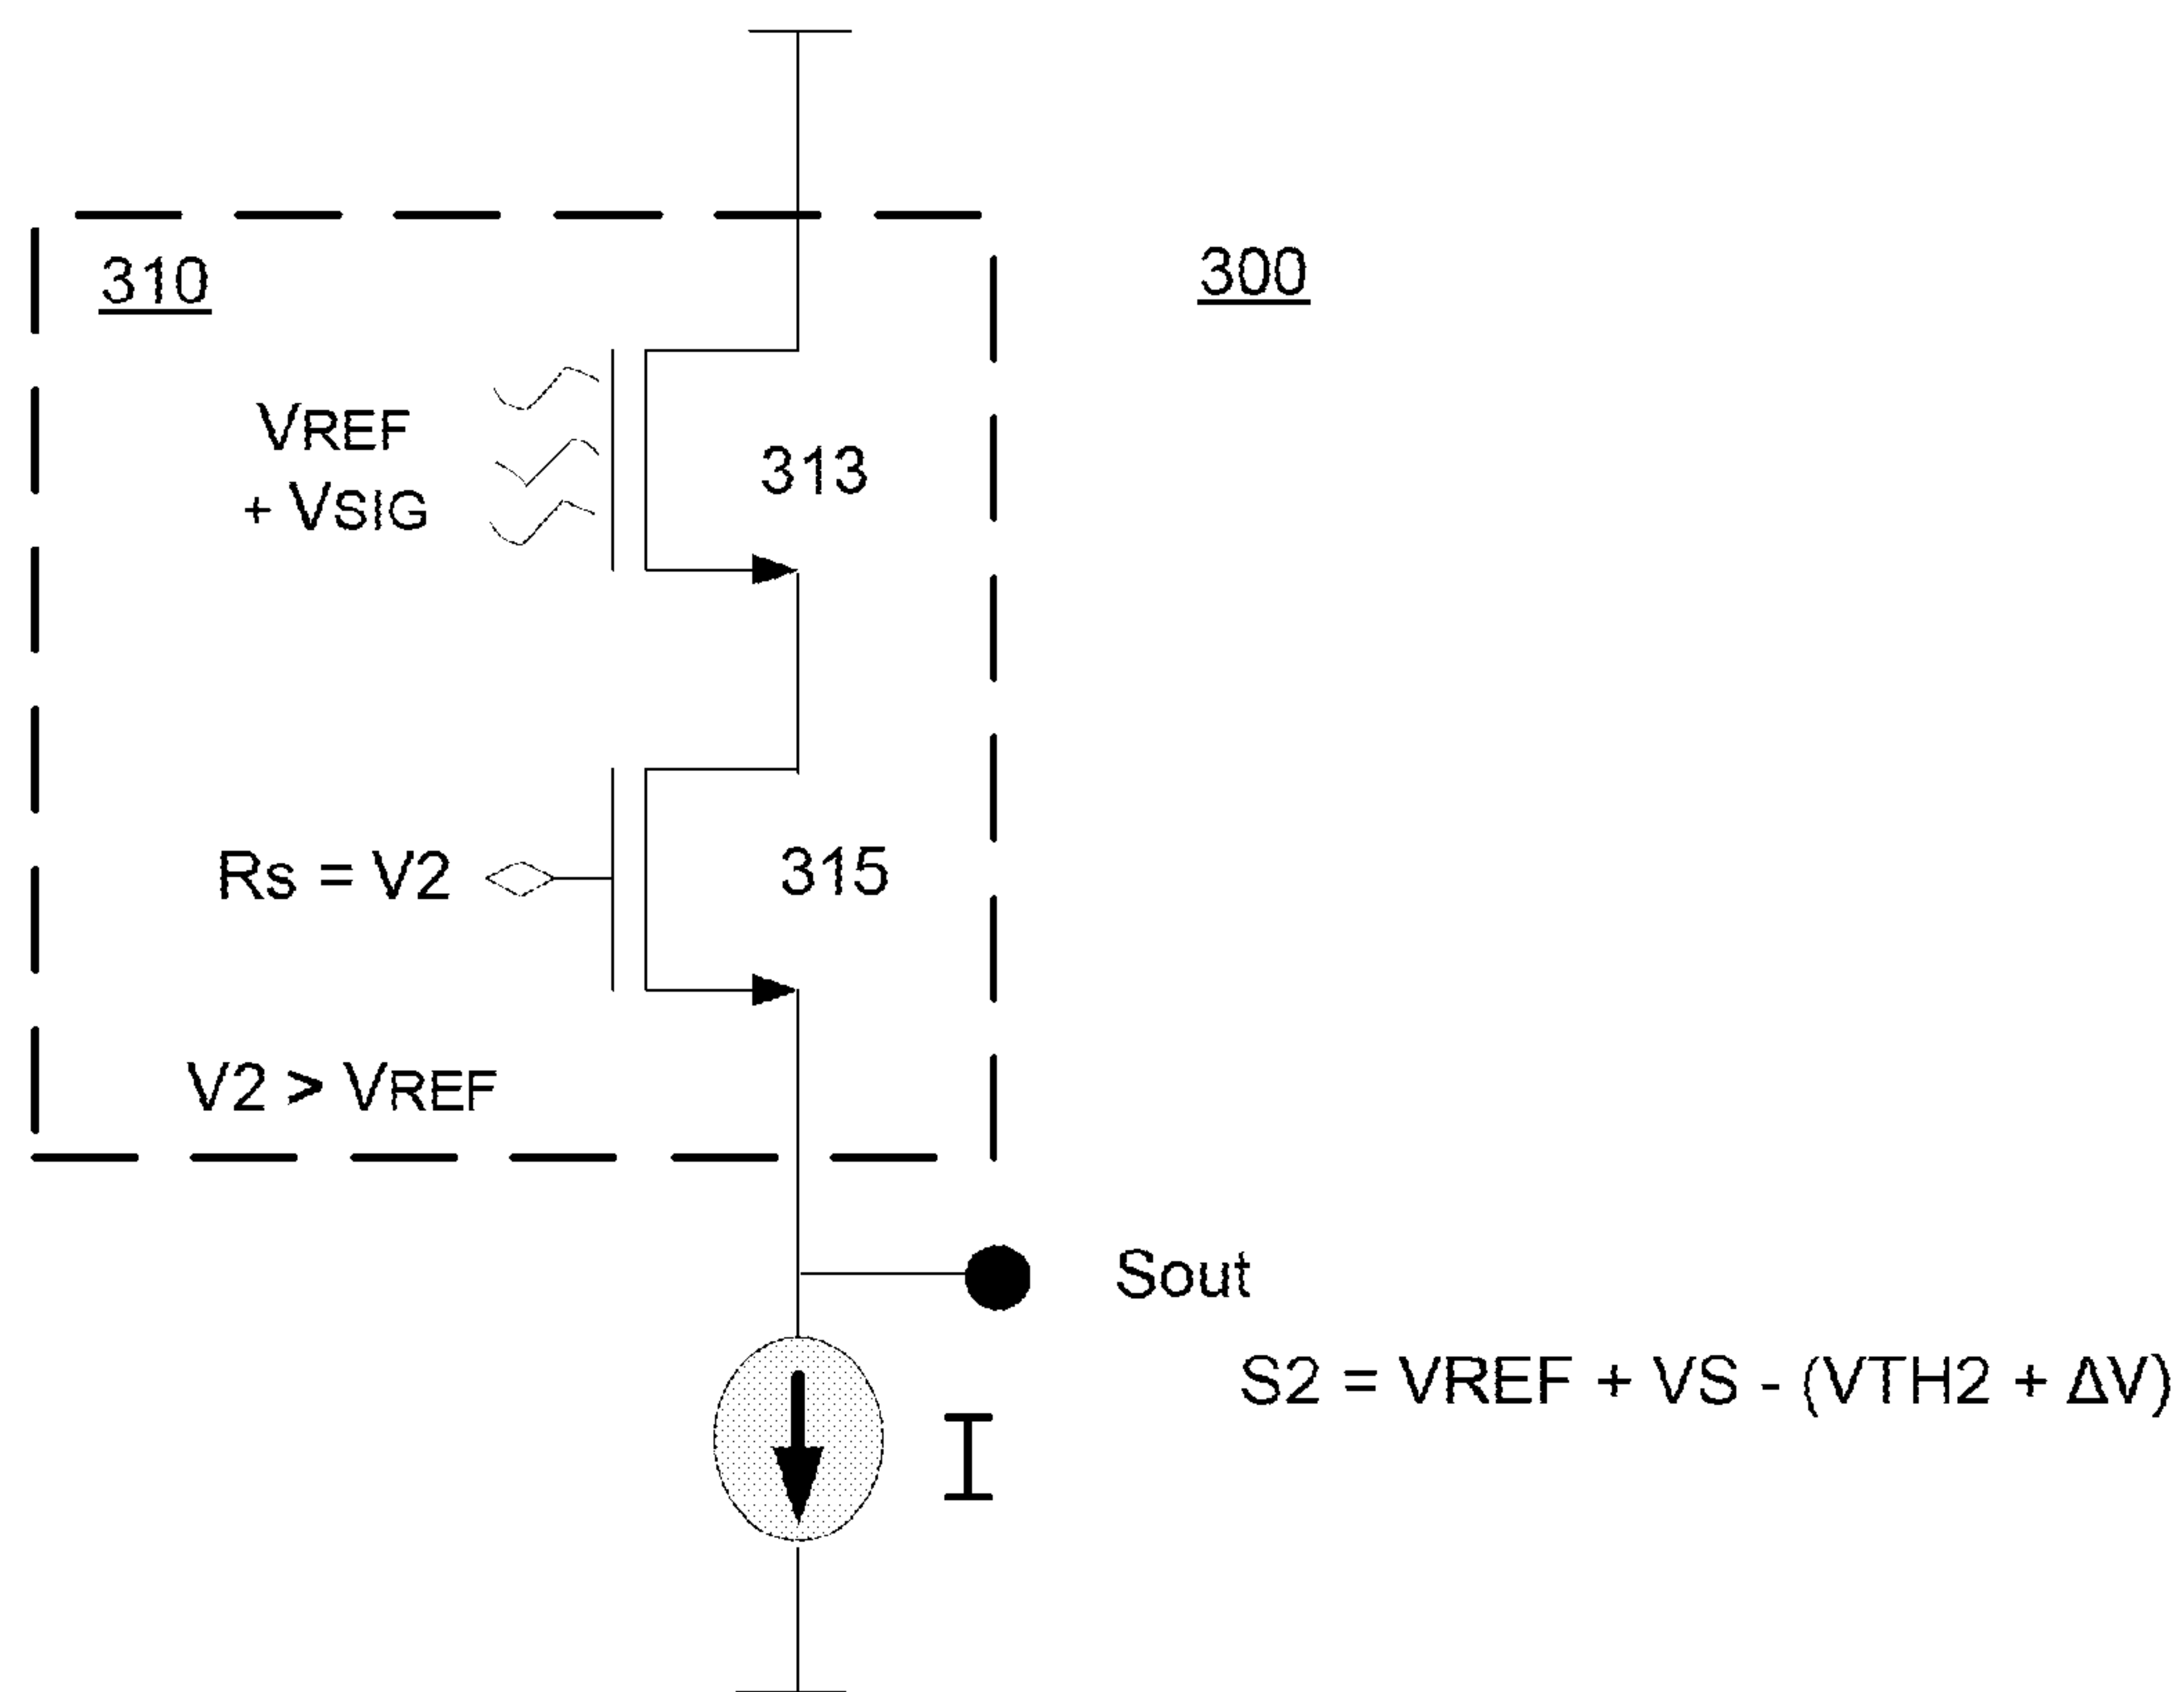 310
300
VREF
+ VSIG
313
Rs = V2
315
V2 > VREF
Sout
S2 = VREF + VS - (VTH2 + ΔV)
I